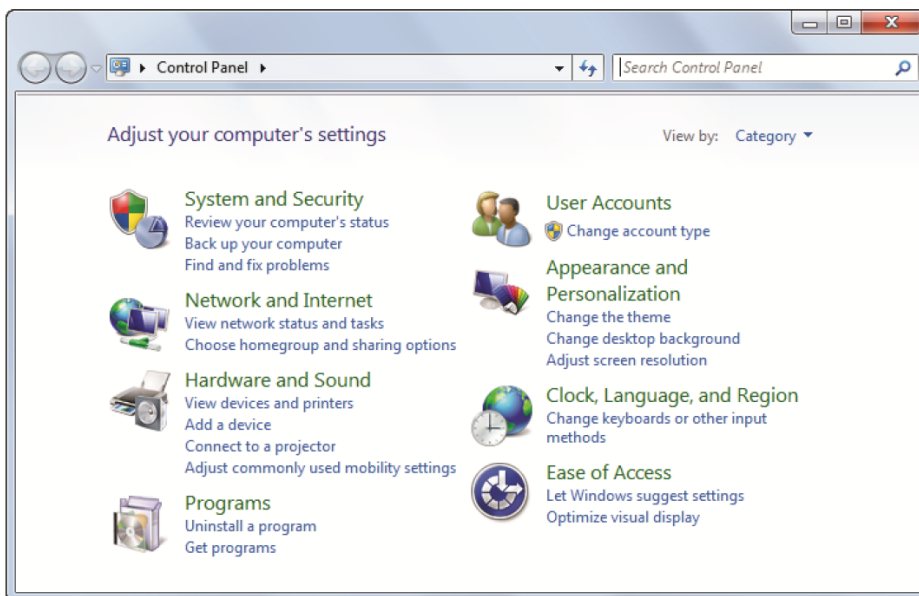 Control Panel
Search Control Panel
Adjust your computer's settings
View by: Category
System and Security
Review your computer's status
Back up your computer
Find and fix problems
Network and Internet
View network status and tasks
Choose homegroup and sharing options
Hardware and Sound
View devices and printers
Add a device
Connect to a projector
Adjust commonly used mobility settings
Programs
Uninstall a program
Get programs
User Accounts
Change account type
Appearance and
Personalization
Change the theme
Change desktop background
Adjust screen resolution
Clock, Language, and Region
Change keyboards or other input
methods
Ease of Access
Let Windows suggest settings
Optimize visual display